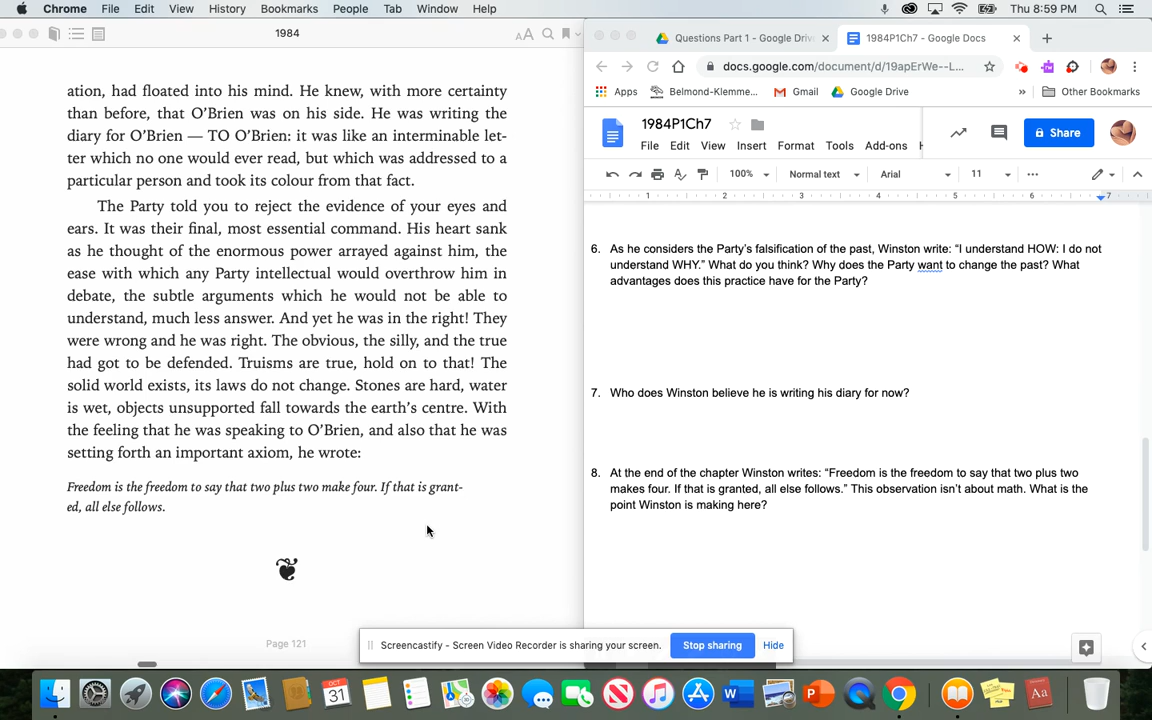 Chrome File Edit View History Bookmarks People Tab Window Help Thu 8:59 PM
1984
AA
ation, had floated into his mind. He knew, with more certainty
than before, that O’Brien was on his side. He was writing the
diary for O’Brien — TO O’Brien: it was like an interminable let-
ter which no one would ever read, but which was addressed to a
particular person and took its colour from that fact.
The Party told you to reject the evidence of your eyes and
ears. It was their final, most essential command. His heart sank
as he thought of the enormous power arrayed against him, the
ease with which any Party intellectual would overthrow him in
debate, the subtle arguments which he would not be able to
understand, much less answer. And yet he was in the right! They
were wrong and he was right. The obvious, the silly, and the true
had got to be defended. Truisms are true, hold on to that! The
solid world exists, its laws do not change. Stones are hard, water
is wet, objects unsupported fall towards the earth’s centre. With
the feeling that he was speaking to O’Brien, and also that he was
setting forth an important axiom, he wrote:
Freedom is the freedom to say that two plus two make four. If that is grant-
ed, all else follows.
Page 121
Questions Part 1 - Google Driv
1984P1Ch7 - Google Docs
docs.google.com/document/d/19apErWe--L...
Apps Belmond-Klemme... Gmail Google Drive » Other Bookmarks
1984P1Ch7
File Edit View Insert Format Tools Add-ons
Share
100% Normal text Arial 11
1 2 3 4 5 6 7
6. As he considers the Party’s falsification of the past, Winston write: “I understand HOW: I do not
understand WHY.” What do you think? Why does the Party want to change the past? What
advantages does this practice have for the Party?
7. Who does Winston believe he is writing his diary for now?
8. At the end of the chapter Winston writes: “Freedom is the freedom to say that two plus two
makes four. If that is granted, all else follows.” This observation isn’t about math. What is the
point Winston is making here?
Screencastify - Screen Video Recorder is sharing your screen. Stop sharing Hide
OCT
31
Aa